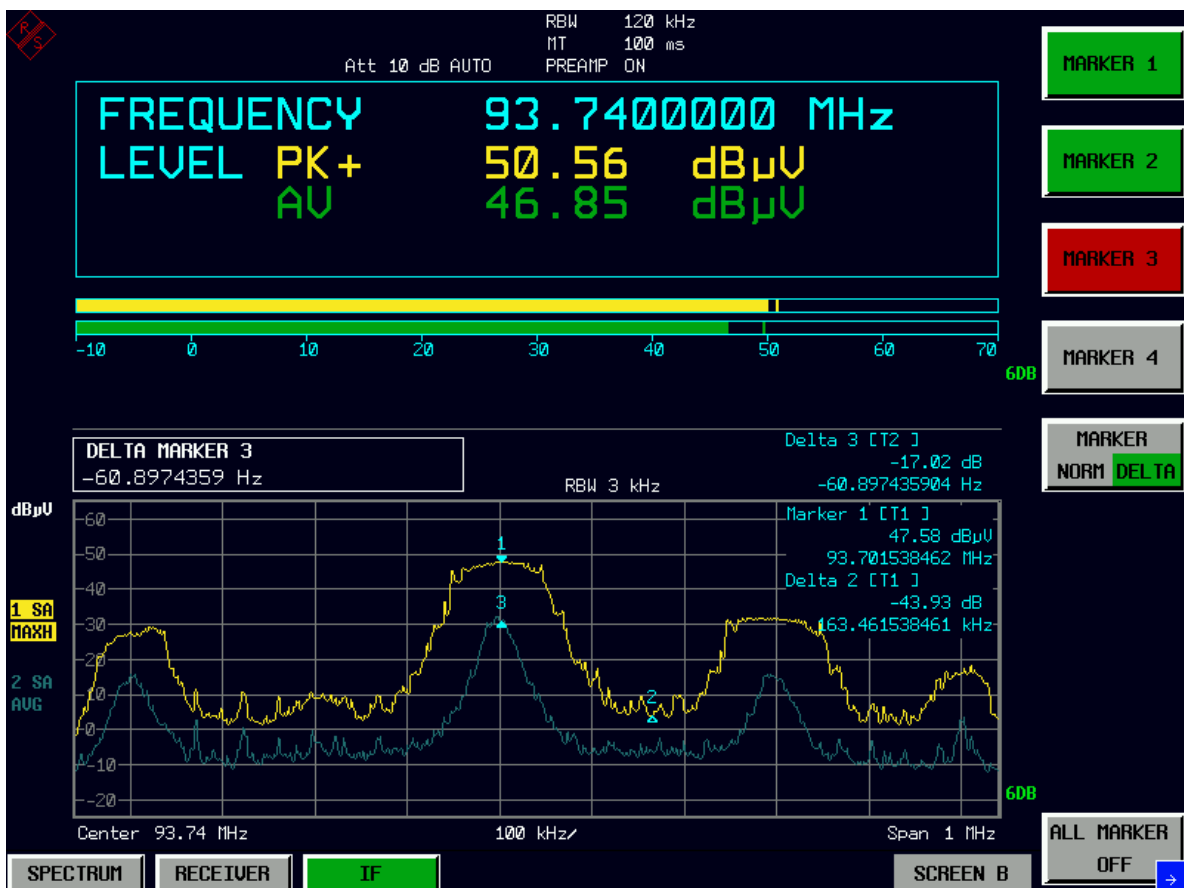 R S
RBW 120 kHz
MT 100 ms
Att 10 dB AUTO PREAMP ON
FREQUENCY 93.7400000 MHz
LEVEL PK+ 50.56 dBµV
AV 46.85 dBµV
-10 0 10 20 30 40 50 60 70
6DB
DELTA MARKER 3
-60.8974359 Hz
RBW 3 kHz
Delta 3 [T2 ]
-17.02 dB
-60.897435904 Hz
Marker 1 [T1 ]
47.58 dBµV
93.701538462 MHz
Delta 2 [T1 ]
-43.93 dB
163.461538461 kHz
dBµV
60
50
40
30
20
10
0
-10
-20
1
3
2
1 SA
MAXH
2 SA
AVG
6DB
Center 93.74 MHz 100 kHz/ Span 1 MHz
MARKER 1
MARKER 2
MARKER 3
MARKER 4
MARKER
NORM DELTA
ALL MARKER
OFF
SPECTRUM RECEIVER IF SCREEN B